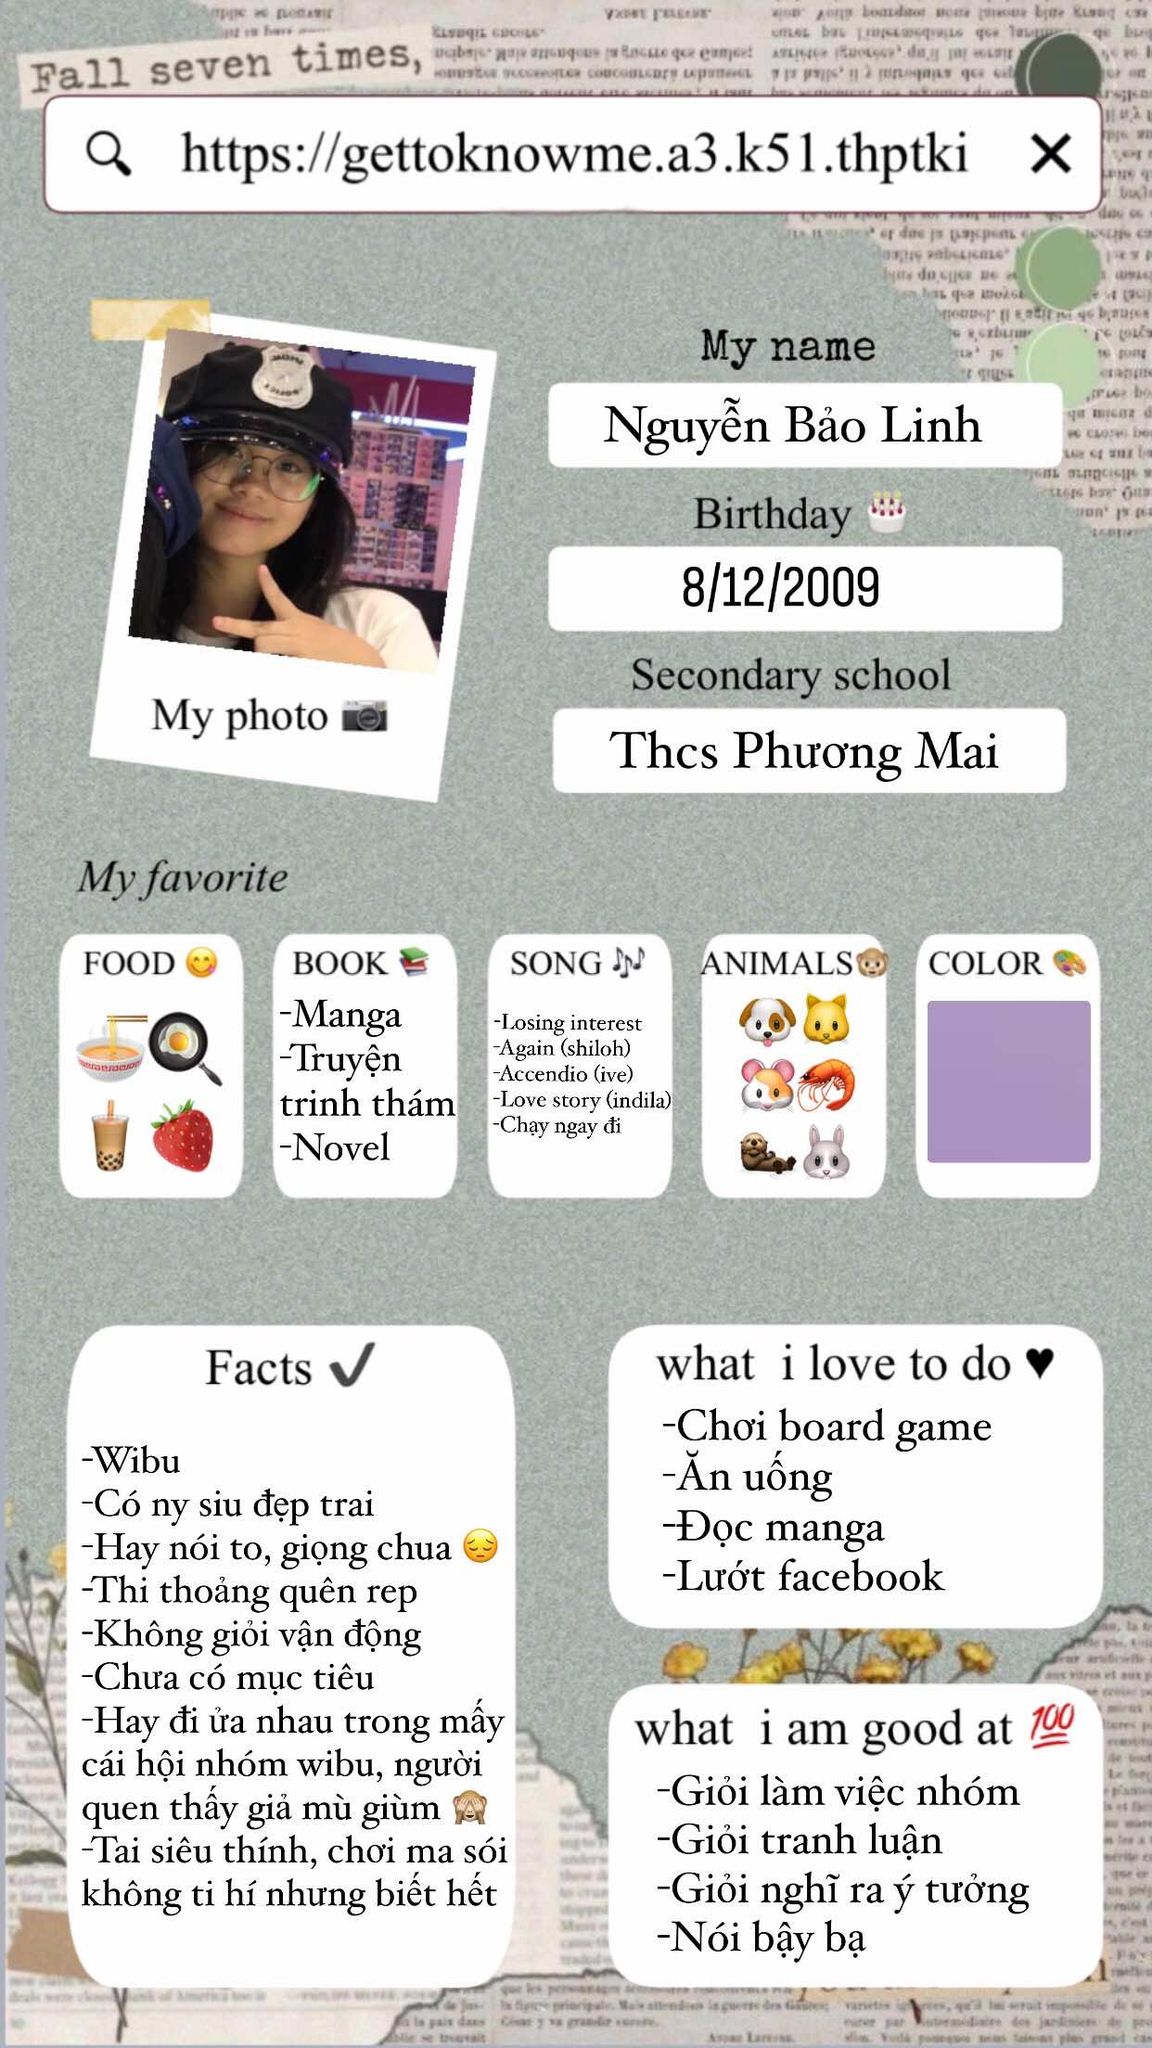 Fall seven times,
https://gettoknowme.a3.k51.thptki
My name
Nguyễn Bảo Linh
Birthday
8/12/2009
Secondary school
Thcs Phương Mai
My photo
My favorite
FOOD
BOOK
-Manga
-Truyện
trinh thám
-Novel
SONG
-Losing interest
-Again (shiloh)
-Accendio (ive)
-Love story (indila)
-Chạy ngay đi
ANIMALS
COLOR
Facts
-Wibu
-Có ny siu đẹp trai
-Hay nói to, giọng chua
-Thi thoảng quên rep
-Không giỏi vận động
-Chưa có mục tiêu
-Hay đi ửa nhau trong mấy
cái hội nhóm wibu, người
quen thấy giả mù giùm
-Tai siêu thính, chơi ma sói
không ti hí nhưng biết hết
what i love to do
-Chơi board game
-Ăn uống
-Đọc manga
-Lướt facebook
what i am good at 💯
-Giỏi làm việc nhóm
-Giỏi tranh luận
-Giỏi nghĩ ra ý tưởng
-Nói bậy bạ